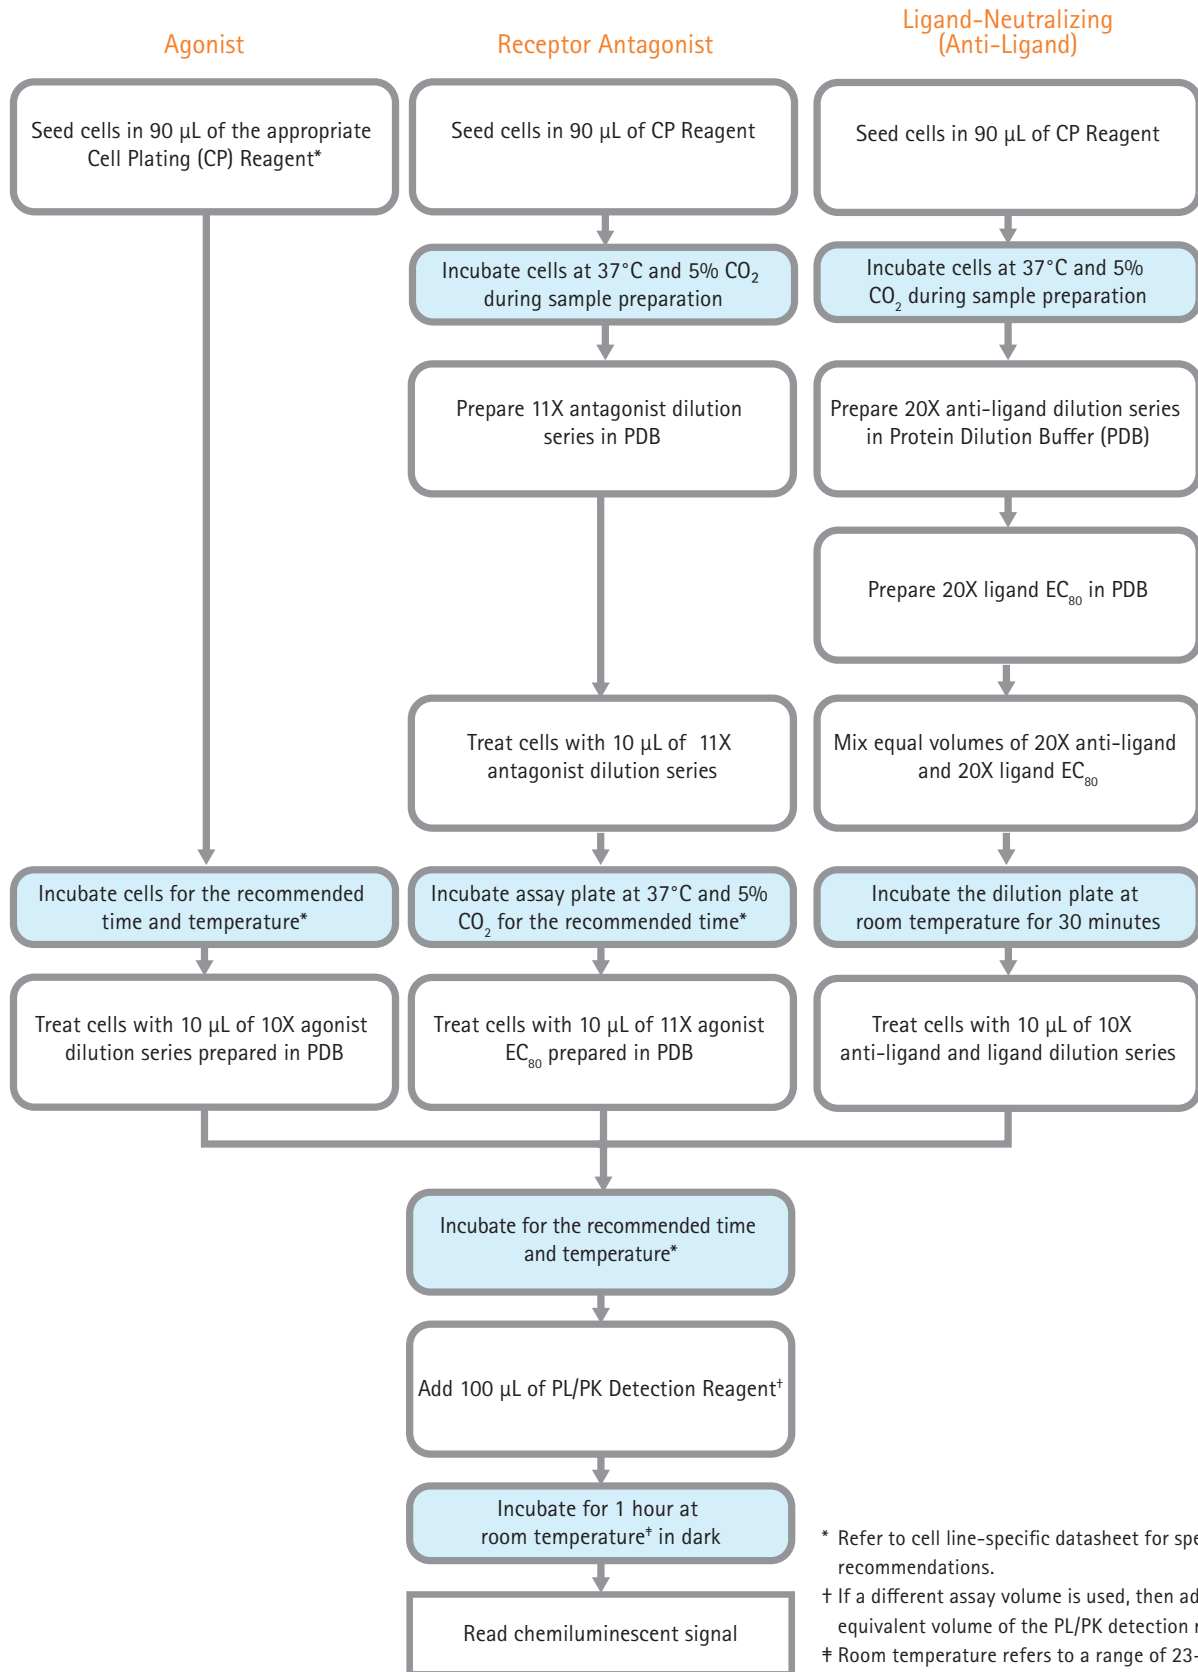 Agonist
Receptor Antagonist
Ligand-Neutralizing
(Anti-Ligand)
Seed cells in 90 µL of the appropriate
Cell Plating (CP) Reagent*
Incubate cells for the recommended
time and temperature*
Treat cells with 10 µL of 10X agonist
dilution series prepared in PDB
Seed cells in 90 µL of CP Reagent
Incubate cells at 37°C and 5% CO₂
during sample preparation
Prepare 11X antagonist dilution
series in PDB
Treat cells with 10 µL of 11X
antagonist dilution series
Incubate assay plate at 37°C and 5%
CO₂ for the recommended time*
Treat cells with 10 µL of 11X agonist
EC₈₀ prepared in PDB
Seed cells in 90 µL of CP Reagent
Incubate cells at 37°C and 5%
CO₂ during sample preparation
Prepare 20X anti-ligand dilution series
in Protein Dilution Buffer (PDB)
Prepare 20X ligand EC₈₀ in PDB
Mix equal volumes of 20X anti-ligand
and 20X ligand EC₈₀
Incubate the dilution plate at
room temperature for 30 minutes
Treat cells with 10 µL of 10X
anti-ligand and ligand dilution series
Incubate for the recommended time
and temperature*
Add 100 µL of PL/PK Detection Reagent†
Incubate for 1 hour at
room temperature‡ in dark
Read chemiluminescent signal
* Refer to cell line-specific datasheet for
recommendations.
† If a different assay volume is used, then
equivalent volume of the PL/PK detection
‡ Room temperature refers to a range of 23-